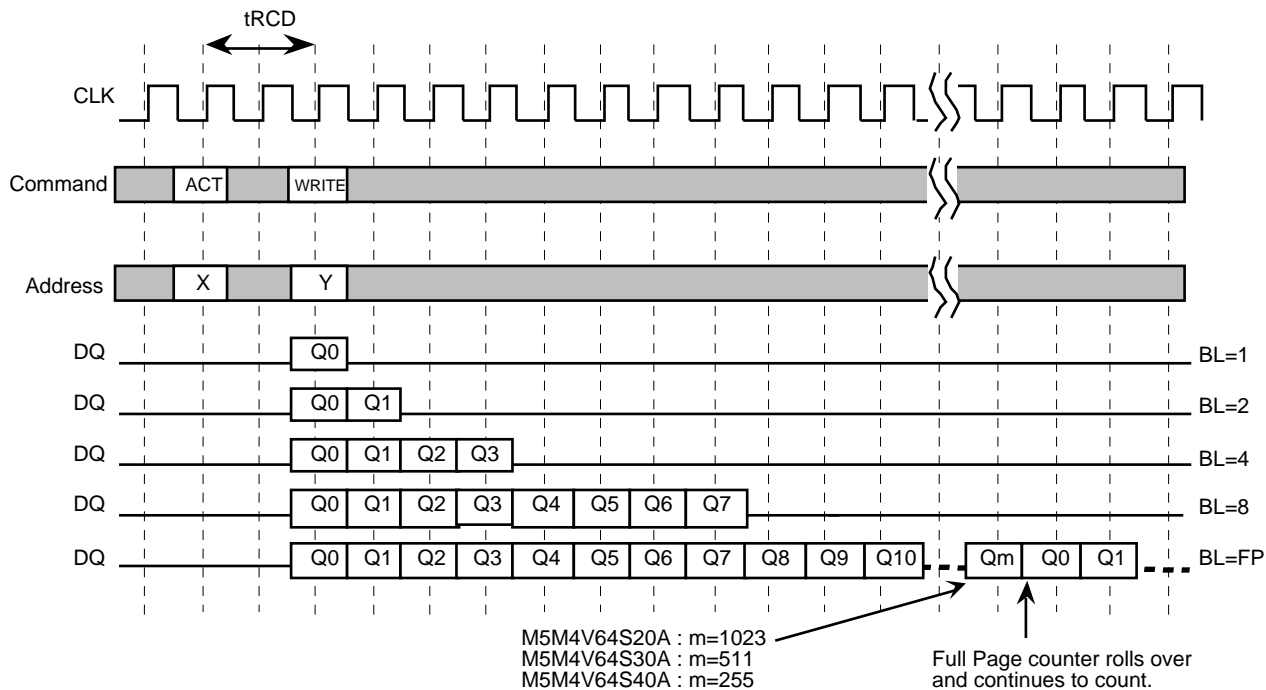 tRCD
CLK
Command ACT WRITE
Address X Y
DQ Q0 BL=1
DQ Q0 Q1 BL=2
DQ Q0 Q1 Q2 Q3 BL=4
DQ Q0 Q1 Q2 Q3 Q4 Q5 Q6 Q7 BL=8
DQ Q0 Q1 Q2 Q3 Q4 Q5 Q6 Q7 Q8 Q9 Q10 Qm Q0 Q1 BL=FP
M5M4V64S20A : m=1023
M5M4V64S30A : m=511
M5M4V64S40A : m=255
Full Page counter rolls over
and continues to count.